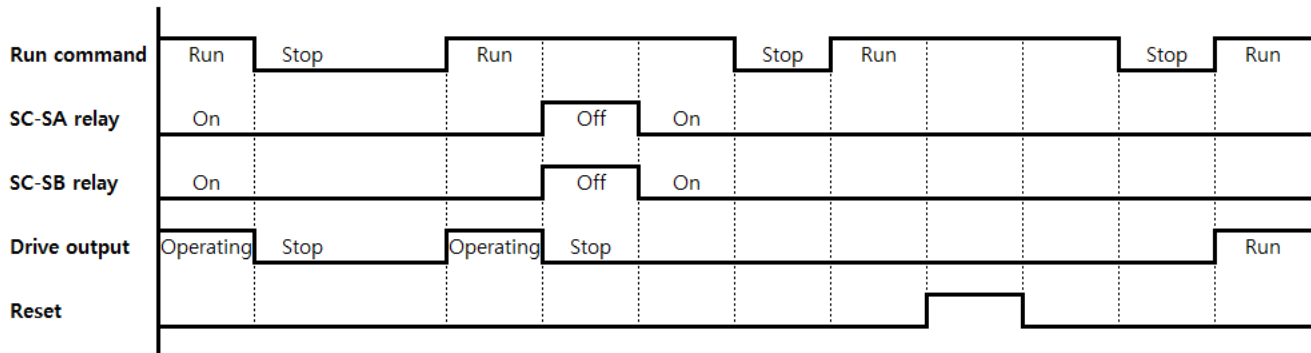 Run command Run Stop Run Stop Run Stop Run
SC-SA relay On Off On
SC-SB relay On Off On
Drive output Operating Stop Operating Stop Run
Reset